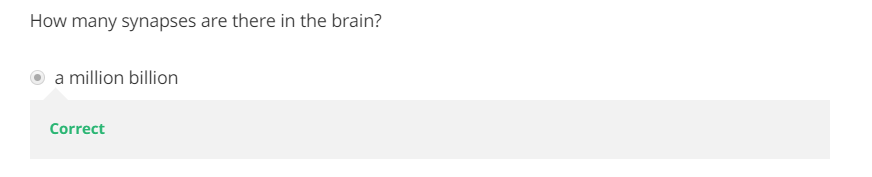 How many synapses are there in the brain?
a million billion
Correct